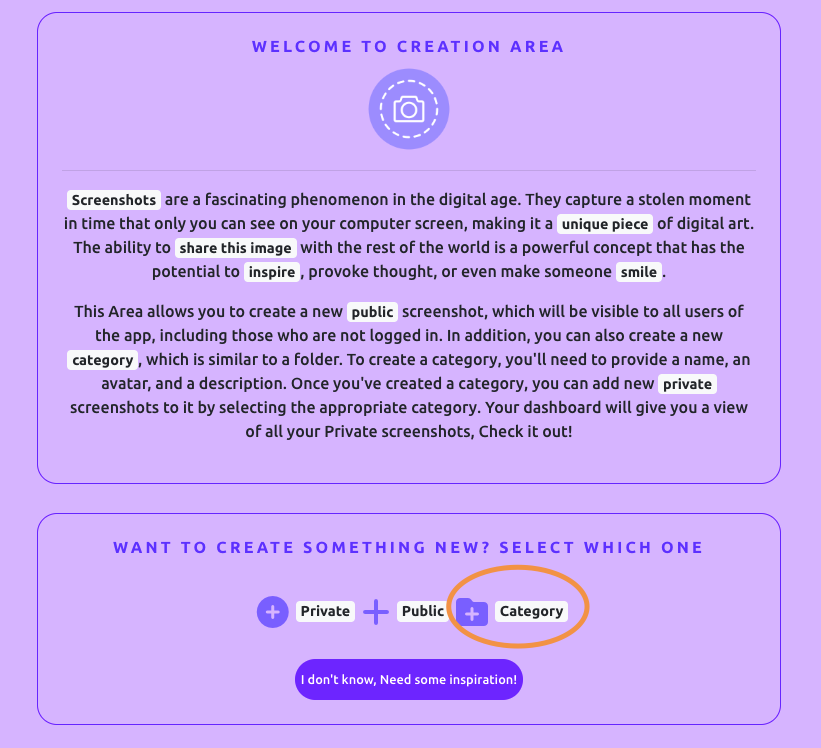 WELCOME TO CREATION AREA
Screenshots are a fascinating phenomenon in the digital age. They capture a stolen moment
in time that only you can see on your computer screen, making it a unique piece of digital art.
The ability to share this image with the rest of the world is a powerful concept that has the
potential to inspire, provoke thought, or even make someone smile.
This Area allows you to create a new public screenshot, which will be visible to all users of
the app, including those who are not logged in. In addition, you can also create a new
category, which is similar to a folder. To create a category, you'll need to provide a name, an
avatar, and a description. Once you've created a category, you can add new private
screenshots to it by selecting the appropriate category. Your dashboard will give you a view
of all your Private screenshots, Check it out!
WANT TO CREATE SOMETHING NEW? SELECT WHICH ONE
Private Public Category
I don't know, Need some inspiration!